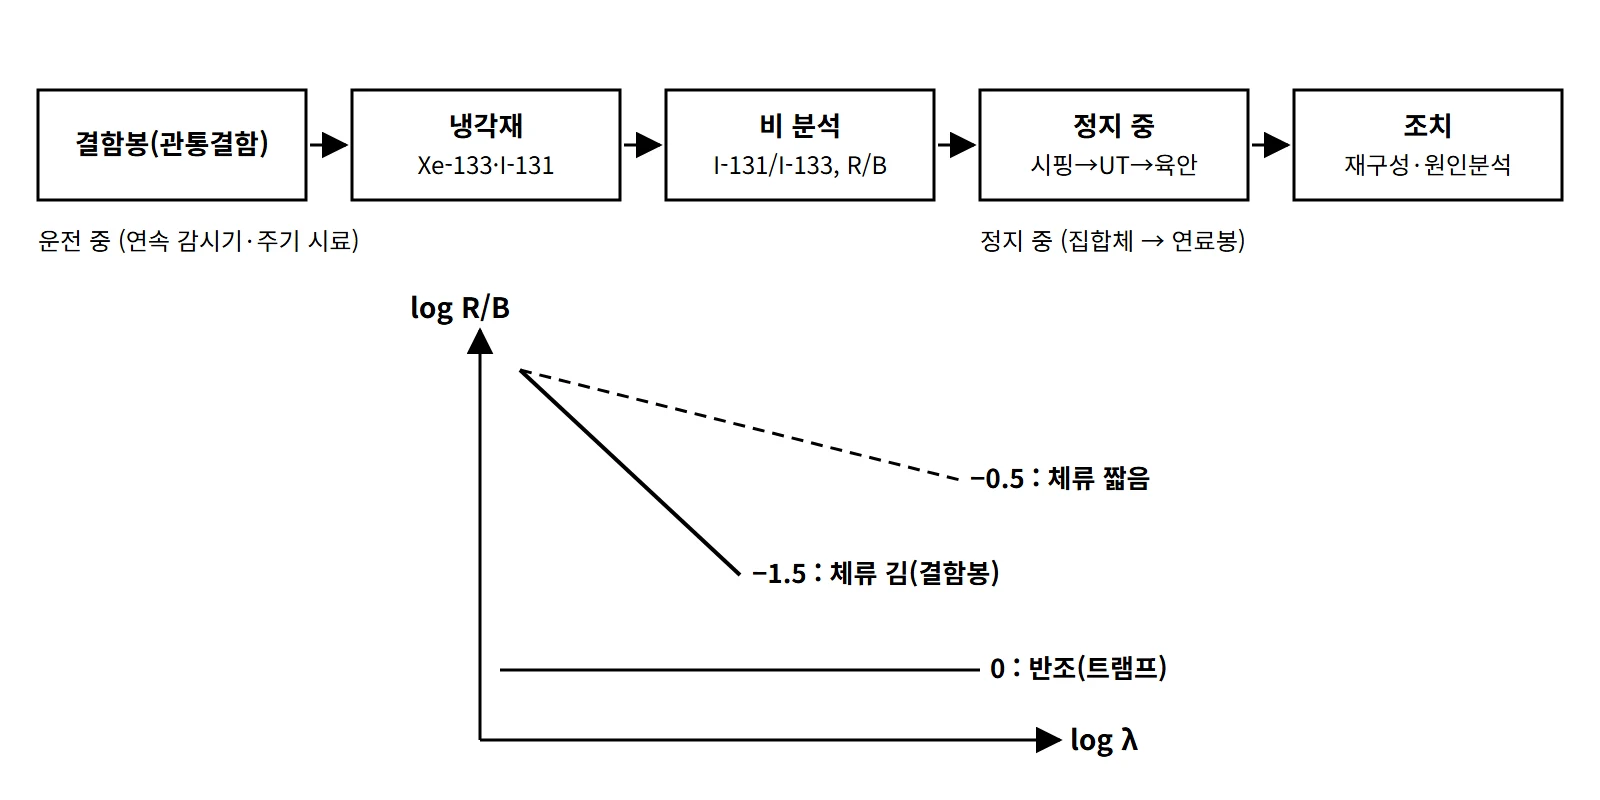 결함봉(관통결함)
냉각재
Xe-133·I-131
비 분석
I-131/I-133, R/B
정지 중
시핑→UT→육안
조치
재구성·원인분석
운전 중 (연속 감시기·주기 시료)
정지 중 (집합체 → 연료봉)
log R/B
−0.5 : 체류 짧음
−1.5 : 체류 김(결함봉)
0 : 반조(트램프)
log λ